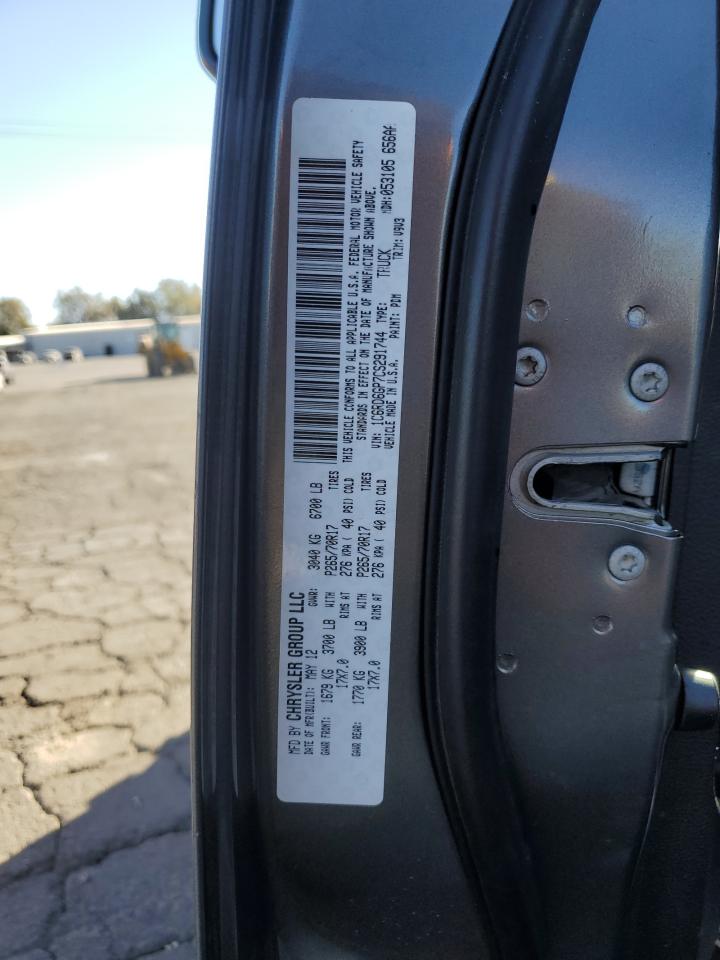 MFD BY CHRYSLER GROUP LLC
DATE OF MFR(BUILT): MAY 12 GVWR: 3040 KG 6700 LB
GAWR FRONT: 1679 KG 3700 LB WITH P265/70R17 TIRES
17X7.0 RIMS AT 276 KPA ( 40 PSI) COLD
GAWR REAR: 1770 KG 3900 LB WITH P265/70R17 TIRES
17X7.0 RIMS AT 276 KPA ( 40 PSI) COLD
THIS VEHICLE CONFORMS TO ALL APPLICABLE U.S.A. FEDERAL MOTOR VEHICLE SAFETY
STANDARDS IN EFFECT ON THE DATE OF MANUFACTURE SHOWN ABOVE.
VIN: 1C6RD6GP7CS291744 TYPE: TRUCK MDH:053105 656AA
VEHICLE MADE IN U.S.A. PAINT: PDM TRIM: V9V3